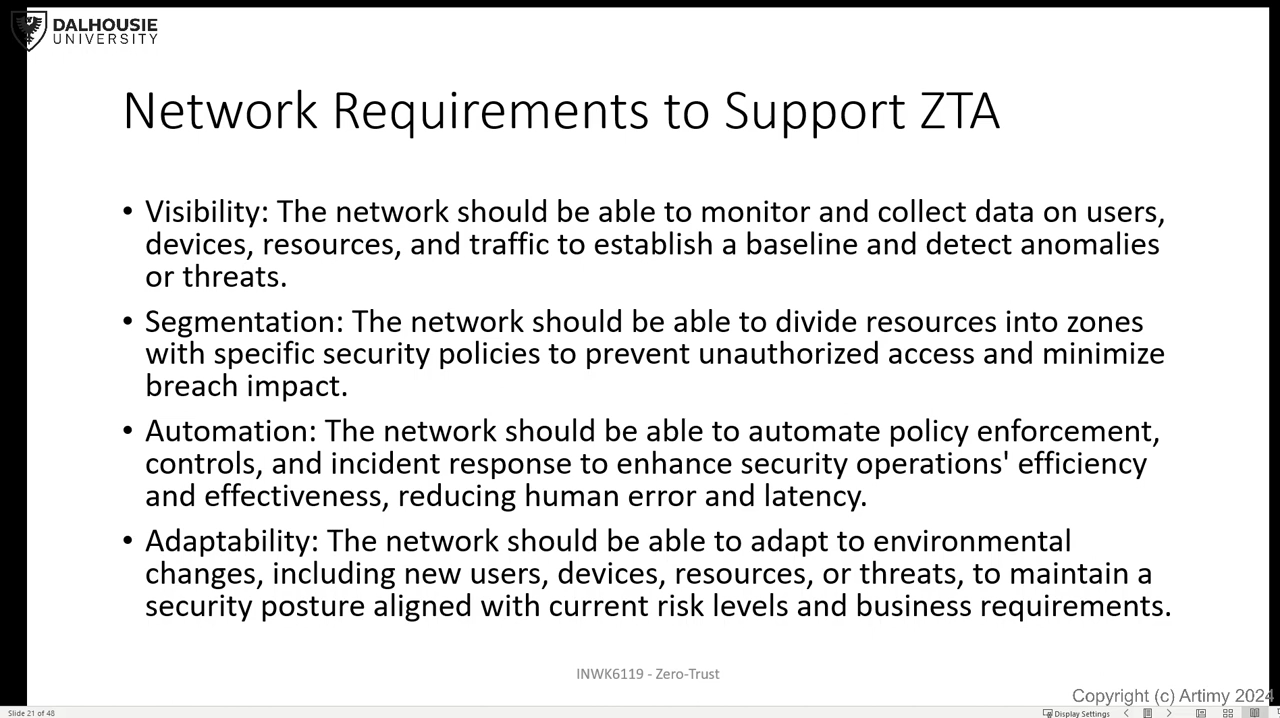 DALHOUSIE
UNIVERSITY
Network Requirements to Support ZTA
• Visibility: The network should be able to monitor and collect data on users,
devices, resources, and traffic to establish a baseline and detect anomalies
or threats.
• Segmentation: The network should be able to divide resources into zones
with specific security policies to prevent unauthorized access and minimize
breach impact.
• Automation: The network should be able to automate policy enforcement,
controls, and incident response to enhance security operations' efficiency
and effectiveness, reducing human error and latency.
• Adaptability: The network should be able to adapt to environmental
changes, including new users, devices, resources, or threats, to maintain a
security posture aligned with current risk levels and business requirements.
INWK6119 - Zero-Trust
Copyright (c) Artimy 2024
Slide 21 of 48
Display Settings